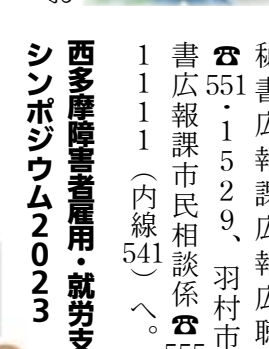 書広報課広報広聴
☎551・1529、羽村市
書広報課市民相談係☎
1111（内線541）へ。
西多摩障害者雇用・就労支
シンポジウム2023